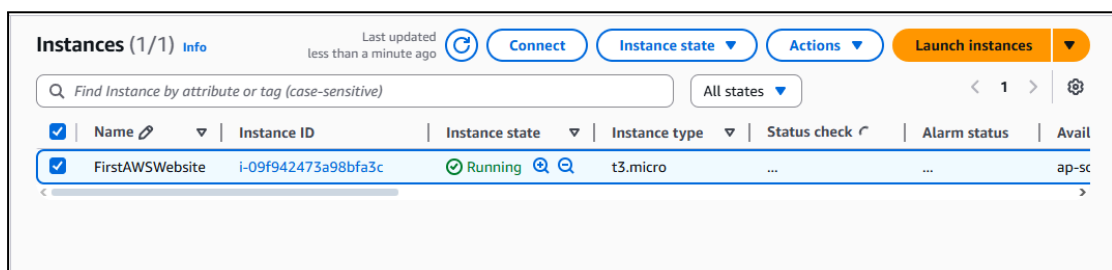 Instances (1/1) Info
Last updated
less than a minute ago
Connect
Instance state
Actions
Launch instances
Find Instance by attribute or tag (case-sensitive)
All states
1
Name Instance ID Instance state Instance type Status check Alarm status Avail
FirstAWSWebsite i-09f942473a98bfa3c Running t3.micro ... ... ap-so